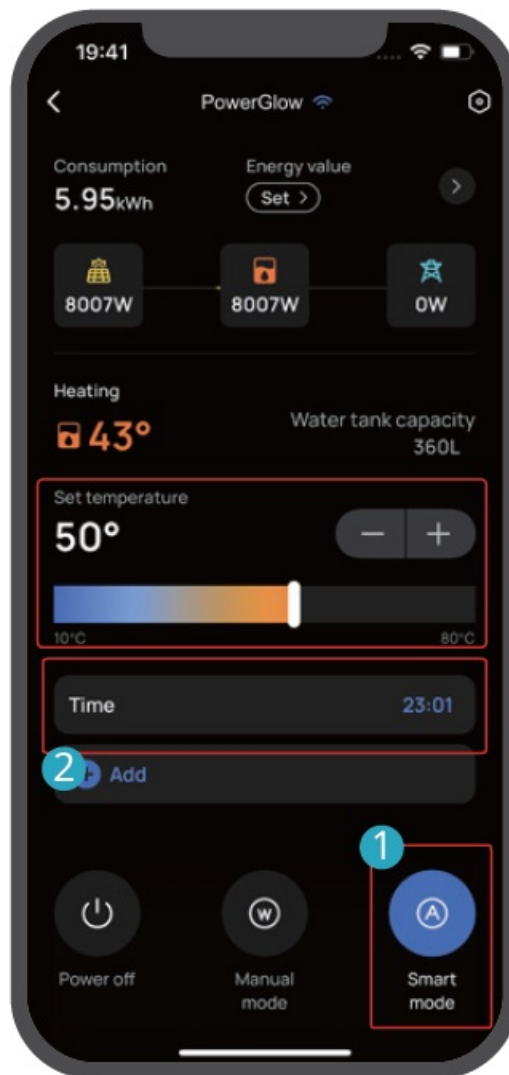 19:41
PowerGlow
Consumption
Energy value
5.95kWh
Set >
8007W
8007W
0W
Heating
43°
Water tank capacity
360L
Set temperature
50°
− +
10°C
80°C
Time
23:01
2
+ Add
1
W
A
Power off
Manual
mode
Smart
mode